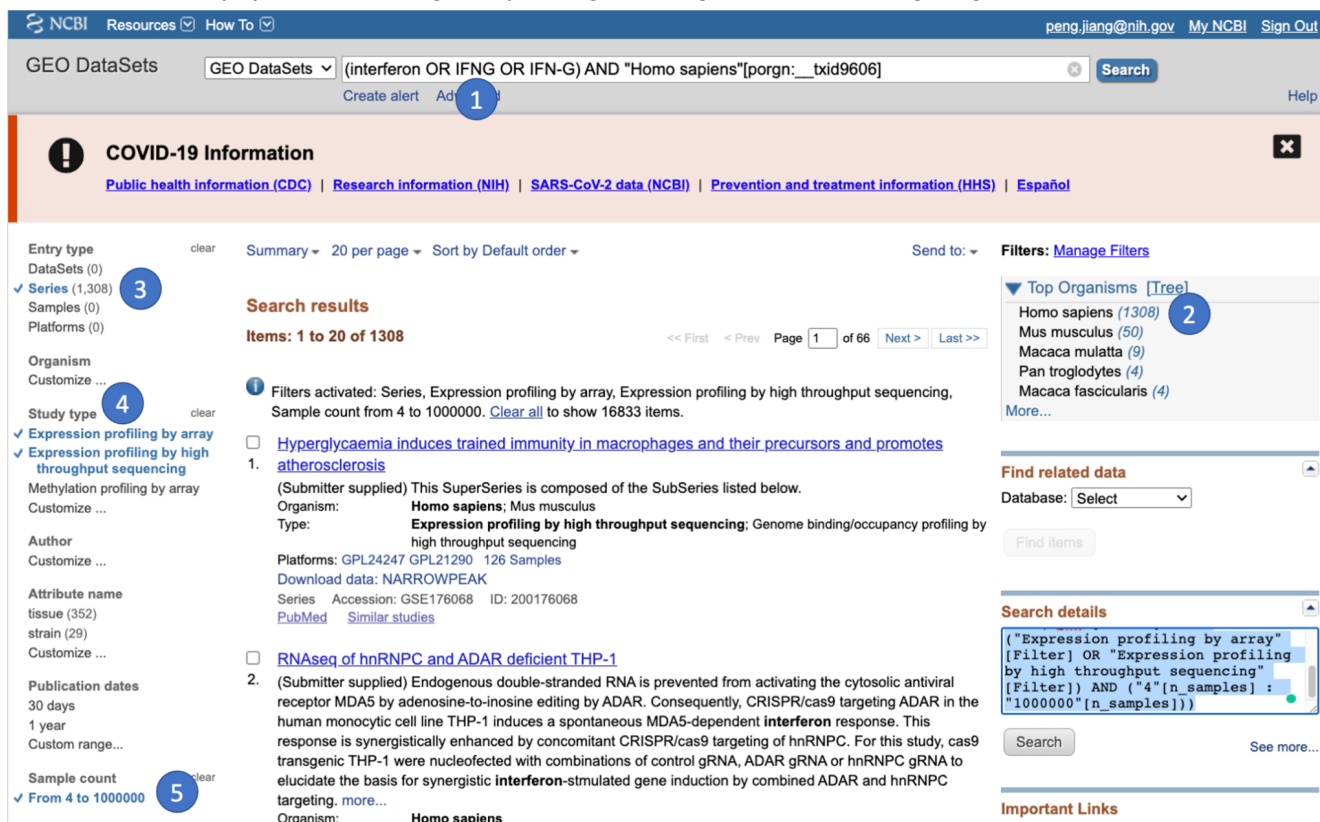 NCBI Resources How To peng.jiang@nih.gov My NCBI Sign Out
GEO DataSets GEO DataSets (interferon OR IFNG OR IFN-G) AND "Homo sapiens"[porgn:__txid9606] Search
Create alert 1 Help
COVID-19 Information
Public health information (CDC) | Research information (NIH) | SARS-CoV-2 data (NCBI) | Prevention and treatment information (HHS) | Español
Entry type clear
DataSets (0)
Series (1,308) 3
Samples (0)
Platforms (0)
Organism
Customize ...
4
Study type clear
Expression profiling by array
Expression profiling by high
throughput sequencing
Methylation profiling by array
Customize ...
Author
Customize ...
Attribute name
tissue (352)
strain (29)
Customize ...
Publication dates
30 days
1 year
Custom range...
Sample count clear
From 4 to 1000000 5
Summary 20 per page Sort by Default order Send to:
Search results
Items: 1 to 20 of 1308 << First < Prev Page 1 of 66 Next > Last >>
Filters activated: Series, Expression profiling by array, Expression profiling by high throughput sequencing,
Sample count from 4 to 1000000. Clear all to show 16833 items.
Hyperglycaemia induces trained immunity in macrophages and their precursors and promotes
1. atherosclerosis
(Submitter supplied) This SuperSeries is composed of the SubSeries listed below.
Organism: Homo sapiens; Mus musculus
Type: Expression profiling by high throughput sequencing; Genome binding/occupancy profiling by
high throughput sequencing
Platforms: GPL24247 GPL21290 126 Samples
Download data: NARROWPEAK
Series Accession: GSE176068 ID: 200176068
PubMed Similar studies
RNAseq of hnRNPC and ADAR deficient THP-1
2. (Submitter supplied) Endogenous double-stranded RNA is prevented from activating the cytosolic antiviral
receptor MDA5 by adenosine-to-inosine editing by ADAR. Consequently, CRISPR/cas9 targeting ADAR in the
human monocytic cell line THP-1 induces a spontaneous MDA5-dependent interferon response. This
response is synergistically enhanced by concomitant CRISPR/cas9 targeting of hnRNPC. For this study, cas9
transgenic THP-1 were nucleofected with combinations of control gRNA, ADAR gRNA or hnRNPC gRNA to
elucidate the basis for synergistic interferon-stmulated gene induction by combined ADAR and hnRNPC
targeting. more...
Organism: Homo sapiens
Filters: Manage Filters
Top Organisms [Tree]
Homo sapiens (1308) 2
Mus musculus (50)
Macaca mulatta (9)
Pan troglodytes (4)
Macaca fascicularis (4)
More...
Find related data
Database: Select
Find items
Search details
("Expression profiling by array"
[Filter] OR "Expression profiling
by high throughput sequencing"
[Filter]) AND ("4"[n_samples] :
"1000000"[n_samples]))
Search See more...
Important Links